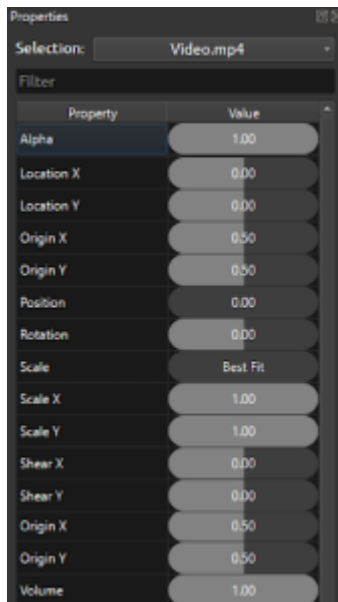 Properties
Selection: Video.mp4
Filter
Property Value
Alpha 1.00
Location X 0.00
Location Y 0.00
Origin X 0.50
Origin Y 0.50
Position 0.00
Rotation 0.00
Scale Best Fit
Scale X 1.00
Scale Y 1.00
Shear X 0.00
Shear Y 0.00
Origin X 0.50
Origin Y 0.50
Volume 1.00